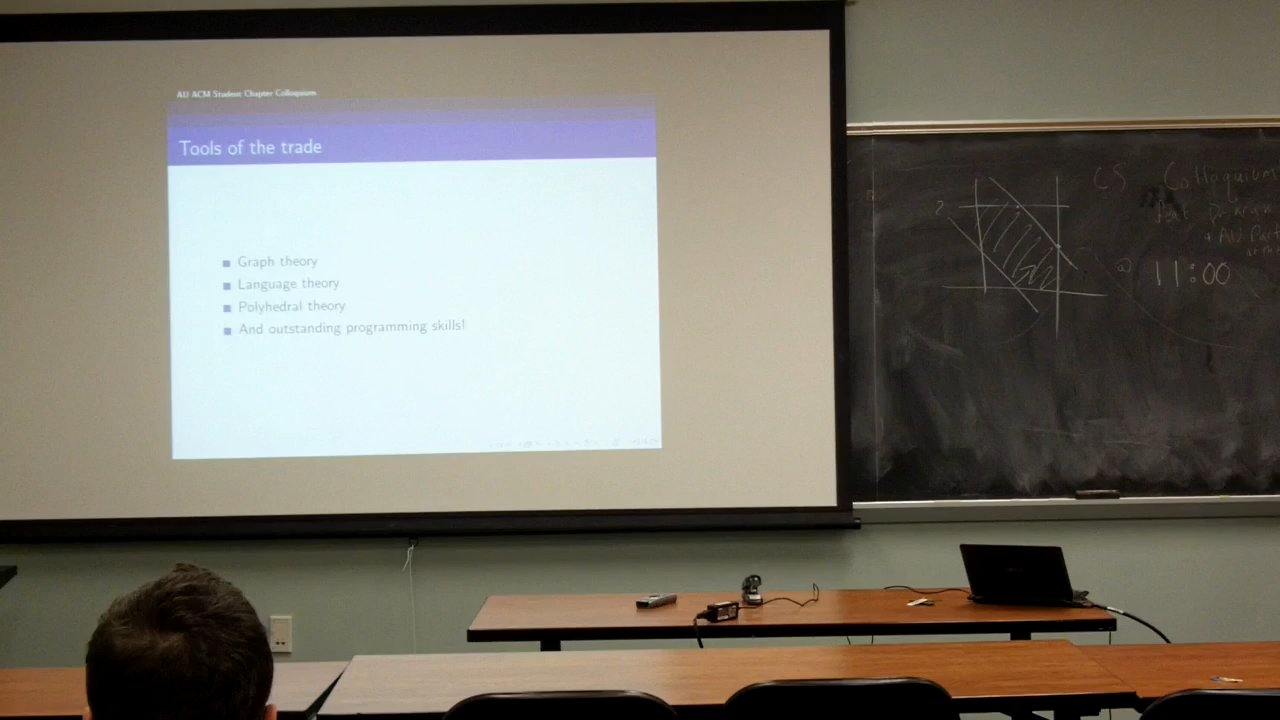 AU ACM Student Chapter Colloquium
Tools of the trade
Graph theory
Language theory
Polyhedral theory
And outstanding programming skills!
?
CS Colloquium
+ AU
@ 11:00